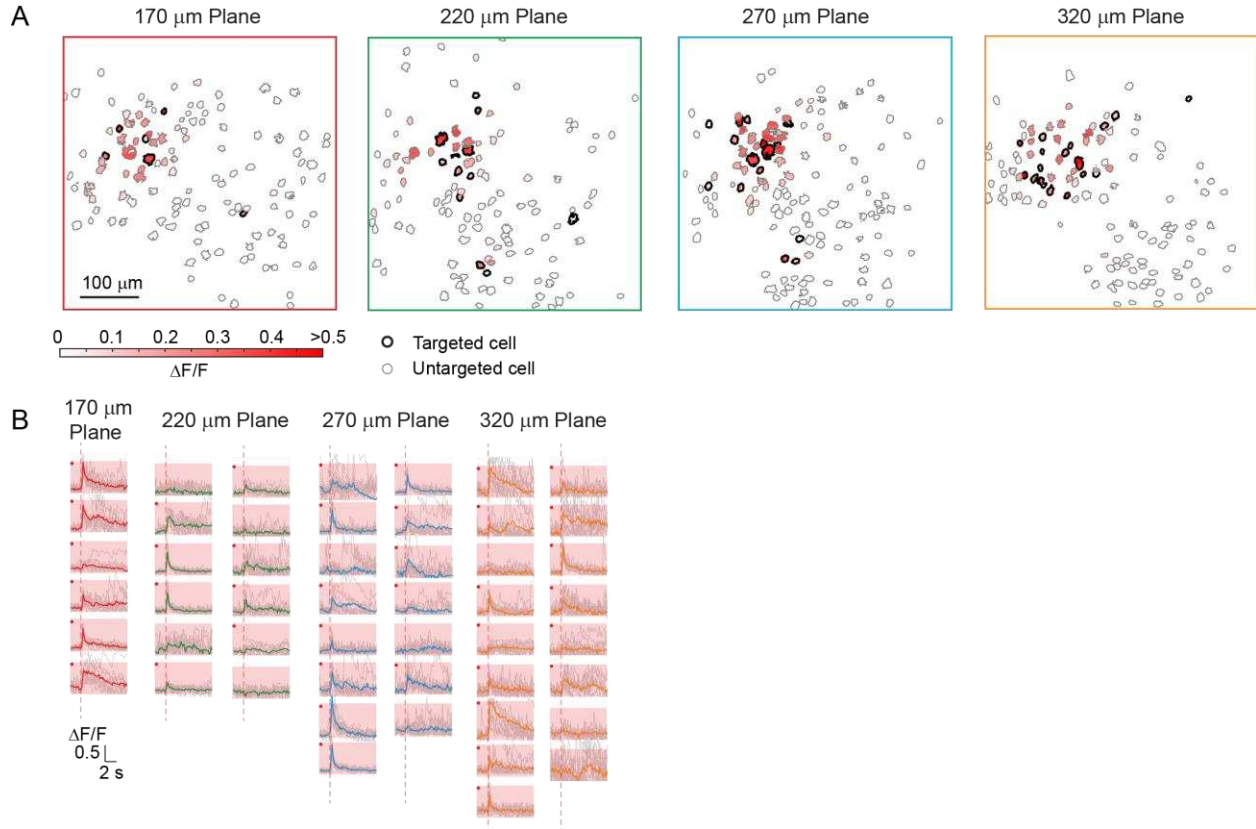 A
170 μm Plane 220 μm Plane 270 μm Plane 320 μm Plane
100 μm
0 0.1 0.2 0.3 0.4 >0.5
ΔF/F
Targeted cell
Untargeted cell
B
170 μm
Plane
220 μm Plane 270 μm Plane 320 μm Plane
ΔF/F
0.5
2 s